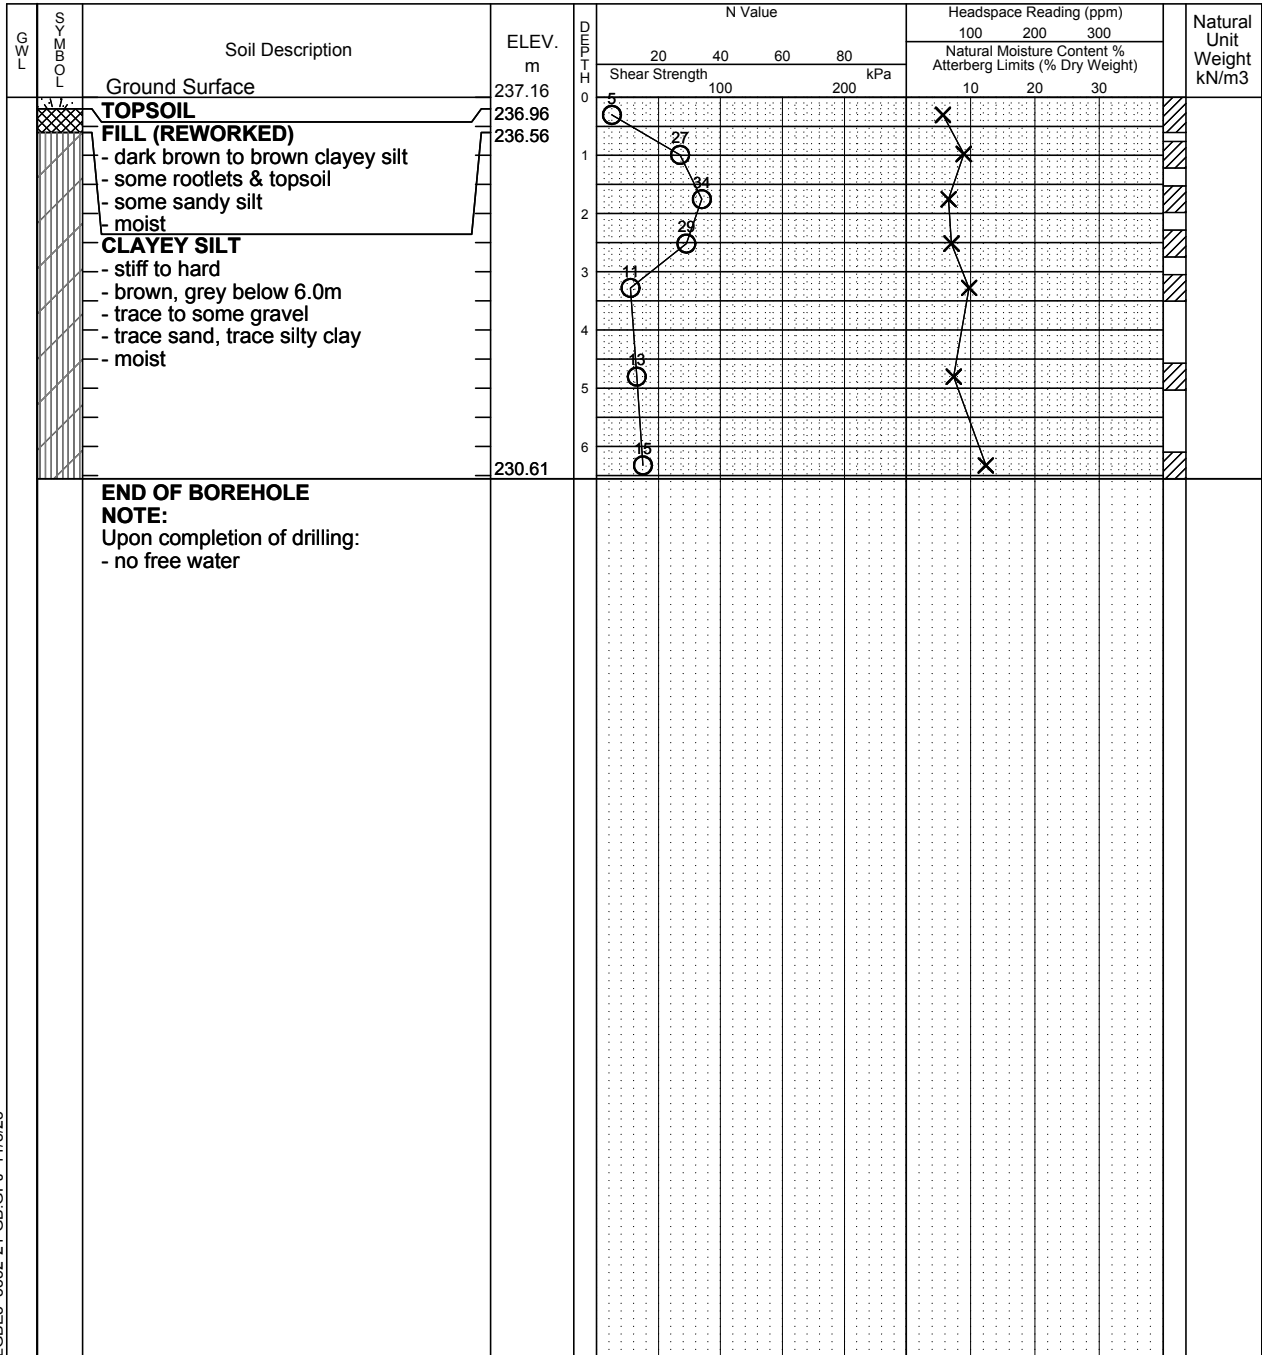 GWL
SYMBOL
Soil Description
Ground Surface
ELEV.
m
237.16
DEPTH
N Value
20 40 60 80
Shear Strength kPa
100 200
Headspace Reading (ppm)
100 200 300
Natural Moisture Content %
Atterberg Limits (% Dry Weight)
10 20 30
Natural
Unit
Weight
kN/m3
0
TOPSOIL 236.96
FILL (REWORKED) 236.56
- dark brown to brown clayey silt
- some rootlets & topsoil
- some sandy silt
- moist
CLAYEY SILT
- stiff to hard
- brown, grey below 6.0m
- trace to some gravel
- trace sand, trace silty clay
- moist
230.61
1
2
3
4
5
6
5
27
34
29
11
13
15
END OF BOREHOLE
NOTE:
Upon completion of drilling:
- no free water